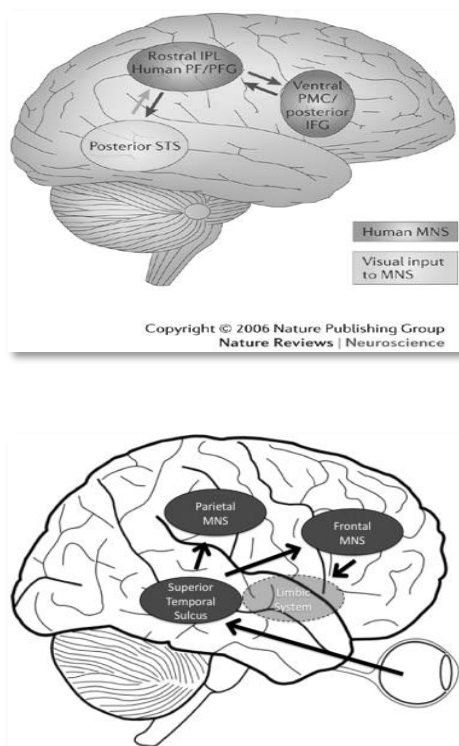 Rostral IPL
Human PF/PFG
Ventral
PMC/
posterior
IFG
Posterior STS
Human MNS
Visual input
to MNS
Copyright © 2006 Nature Publishing Group
Nature Reviews | Neuroscience
Parietal
MNS
Frontal
MNS
Superior
Temporal
Sulcus
Limbic
System